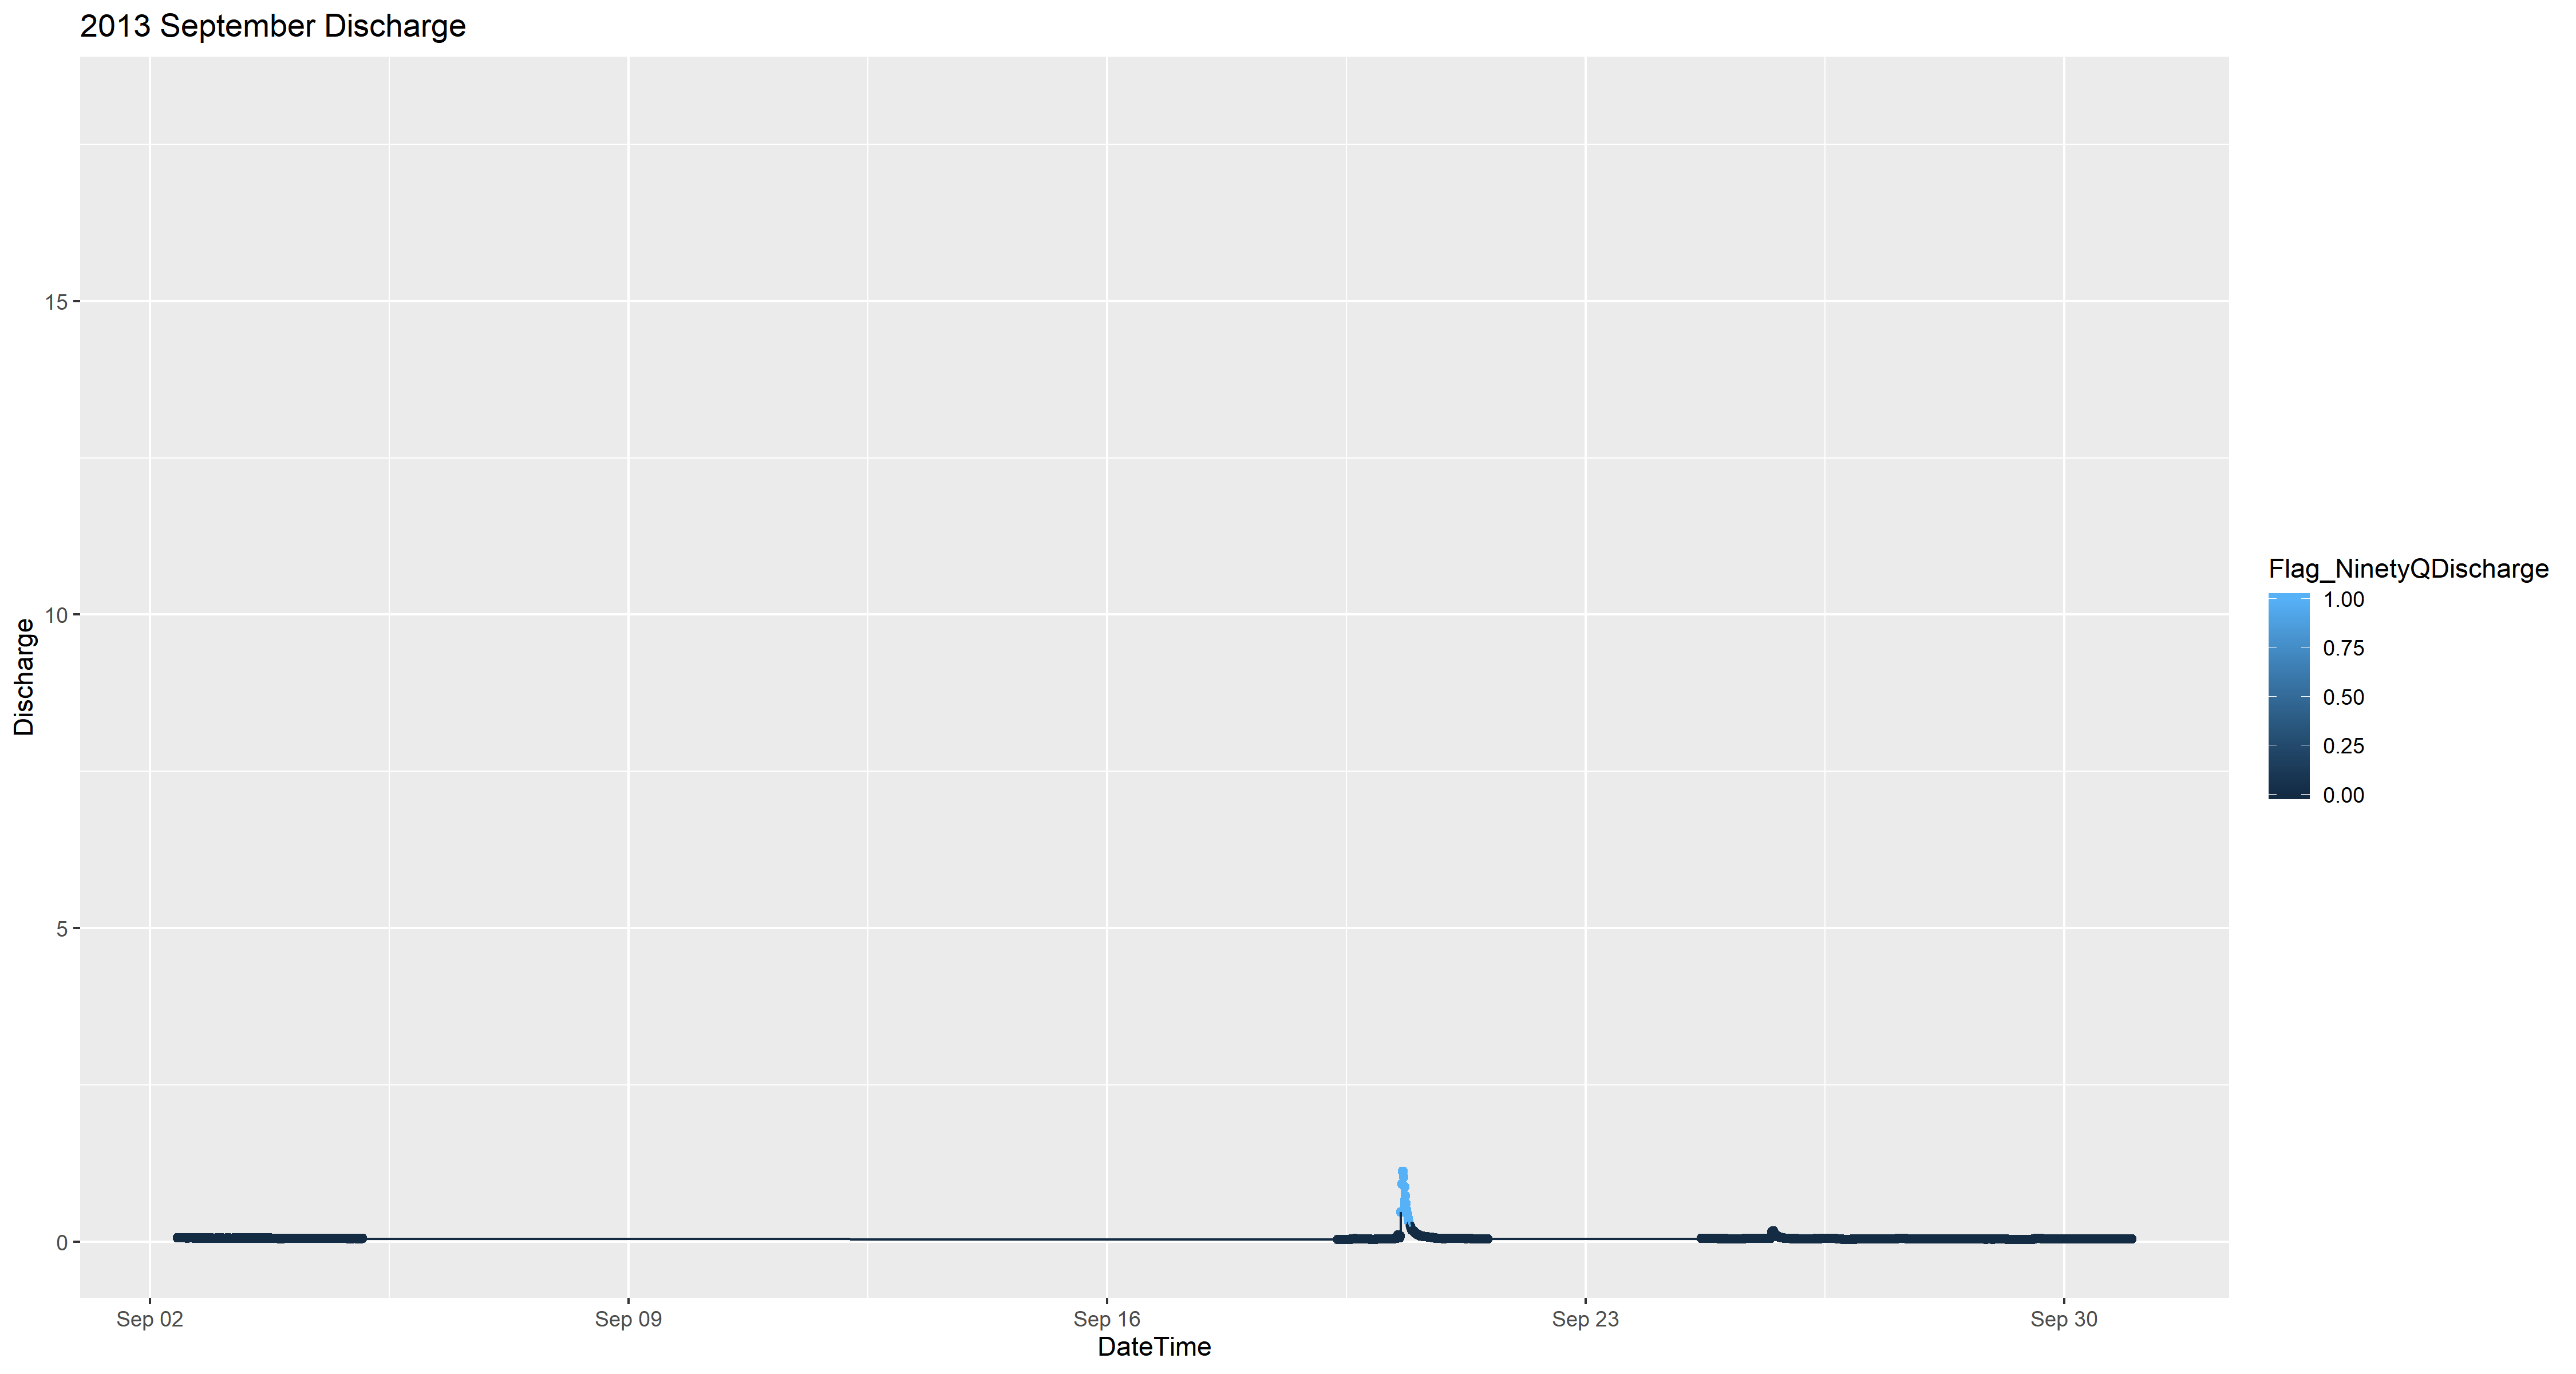 2013 September Discharge
15
10
5
0
Discharge
Sep 02
Sep 09
Sep 16
Sep 23
Sep 30
DateTime
Flag_NinetyQDischarge
1.00
0.75
0.50
0.25
0.00